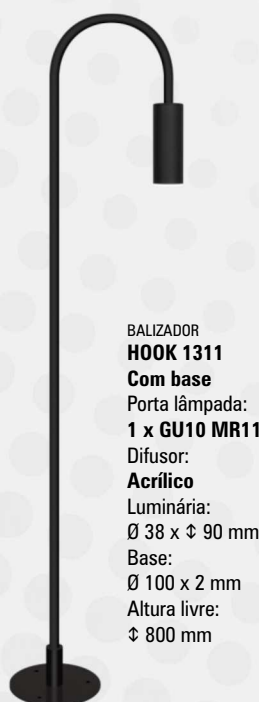 BALIZADOR
HOOK 1311
Com base
Porta lâmpada:
1 x GU10 MR11
Difusor:
Acrílico
Luminária:
Ø 38 x ⇕ 90 mm
Base:
Ø 100 x 2 mm
Altura livre:
⇕ 800 mm